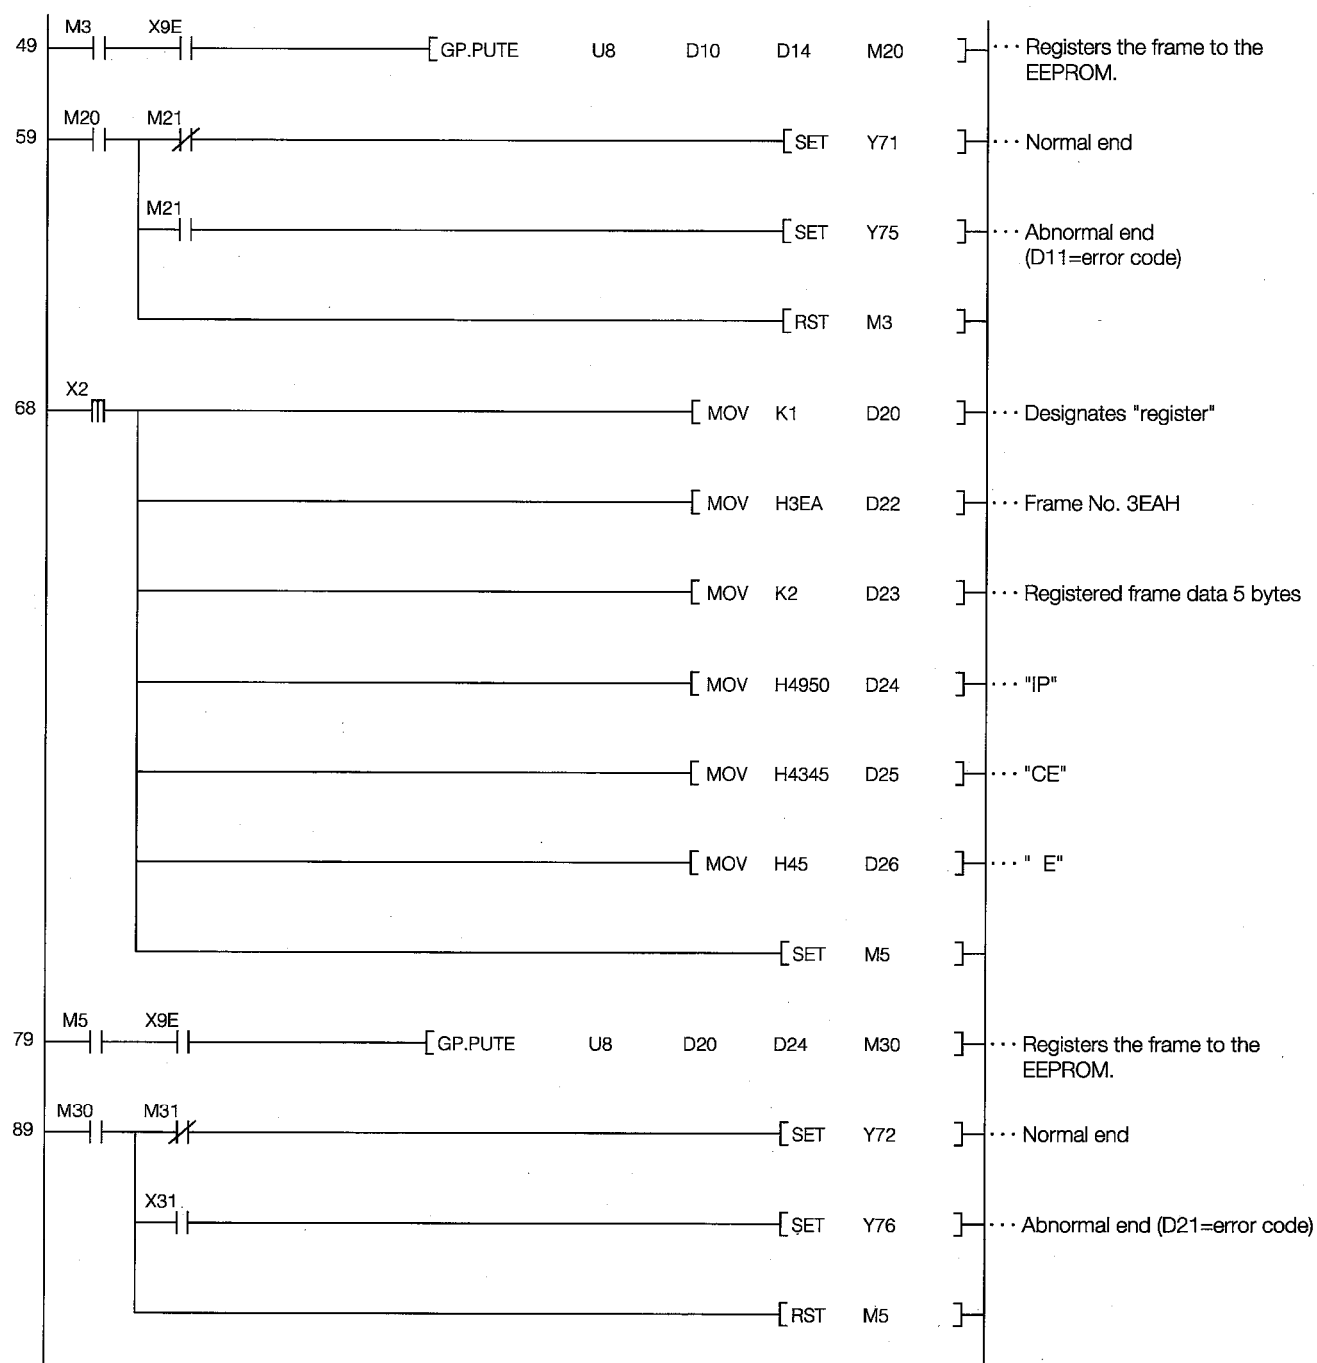 M3 X9E
49 [GP.PUTE U8 D10 D14 M20 ] ··· Registers the frame to the
EEPROM.
M20 M21
59 [SET Y71 ] ··· Normal end
M21
[SET Y75 ] ··· Abnormal end
(D11=error code)
[RST M3 ]
X2
68 [MOV K1 D20 ] ··· Designates "register"
[MOV H3EA D22 ] ··· Frame No. 3EAH
[MOV K2 D23 ] ··· Registered frame data 5 bytes
[MOV H4950 D24 ] ··· "IP"
[MOV H4345 D25 ] ··· "CE"
[MOV H45 D26 ] ··· " E"
[SET M5 ]
M5 X9E
79 [GP.PUTE U8 D20 D24 M30 ] ··· Registers the frame to the
EEPROM.
M30 M31
89 [SET Y72 ] ··· Normal end
X31
[SET Y76 ] ··· Abnormal end (D21=error code)
[RST M5 ]